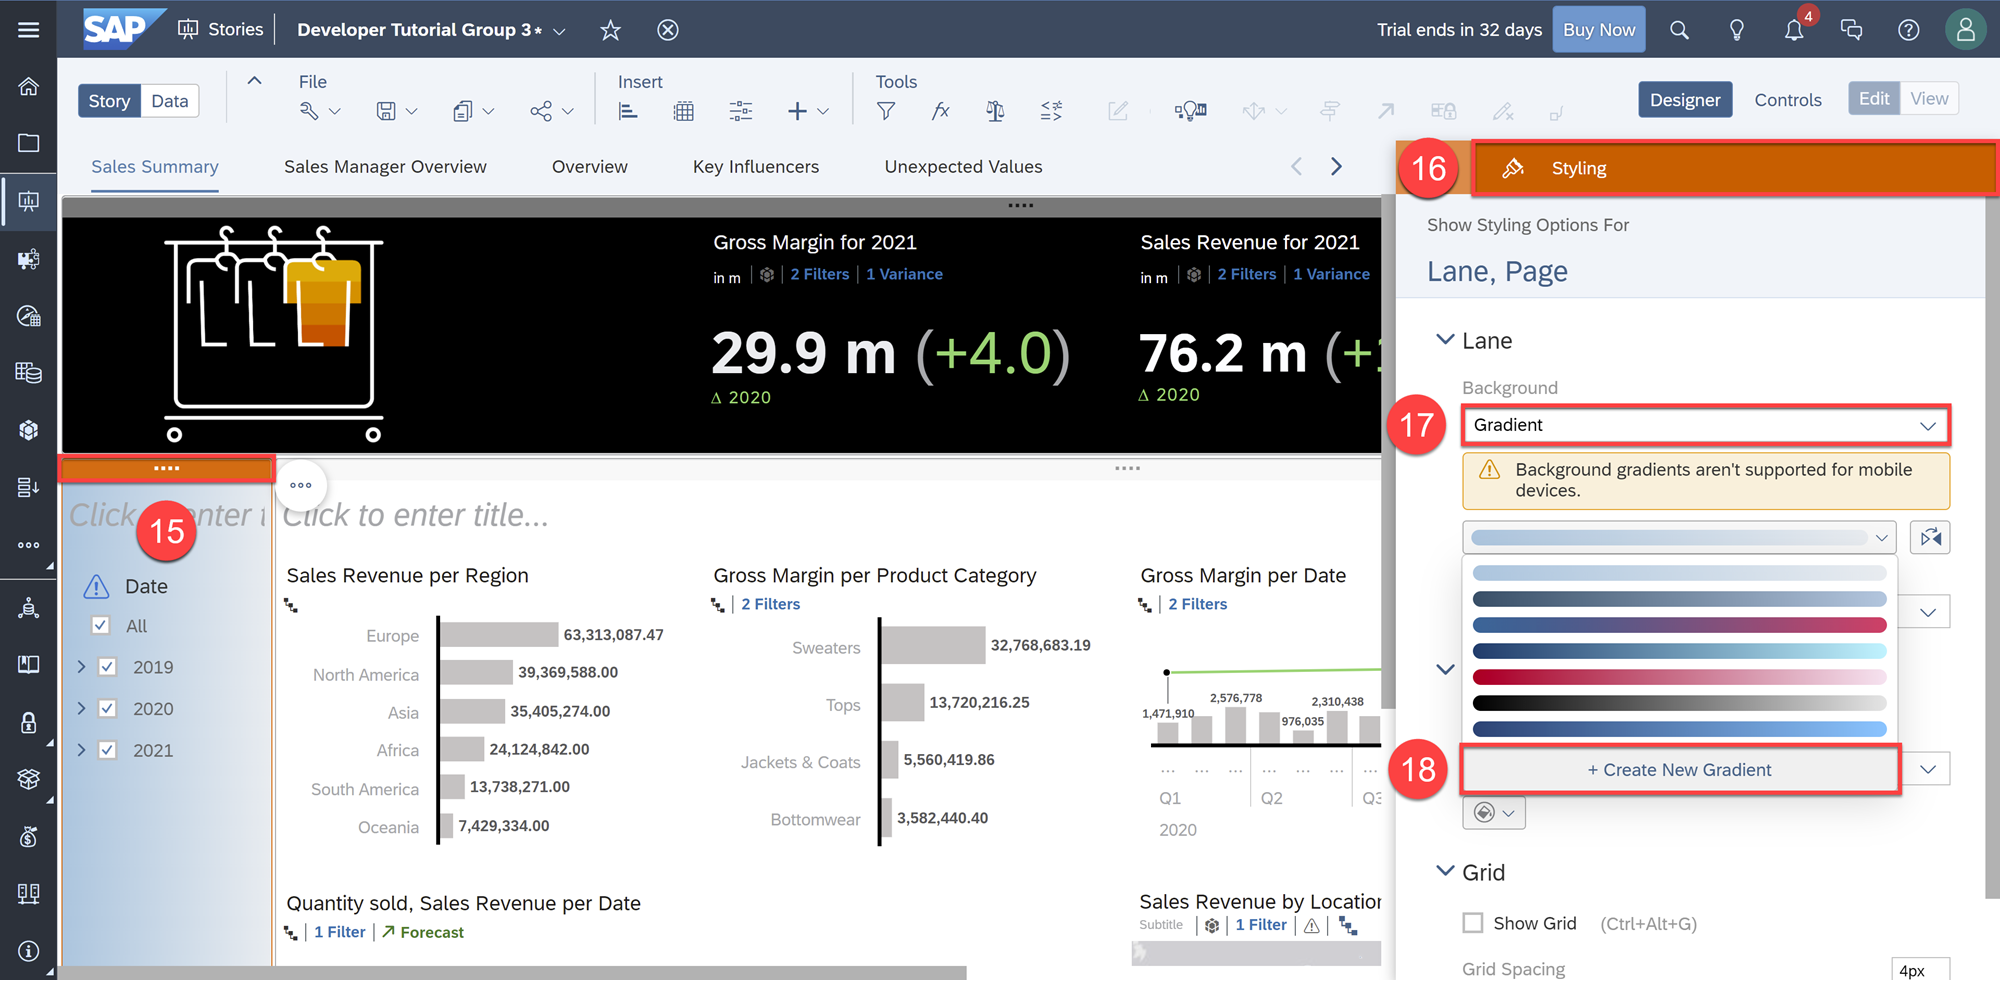 SAP
Stories
Developer Tutorial Group 3*
Trial ends in 32 days
Buy Now
4
Story
Data
File
Insert
Tools
Designer
Controls
Edit
View
Sales Summary
Sales Manager Overview
Overview
Key Influencers
Unexpected Values
16
Styling
Show Styling Options For
Lane, Page
Gross Margin for 2021
in m
2 Filters
1 Variance
29.9 m (+4.0)
Δ 2020
Sales Revenue for 2021
in m
2 Filters
1 Variance
76.2 m (+
Δ 2020
Lane
Background
17
Gradient
Background gradients aren't supported for mobile
devices.
18
+ Create New Gradient
Grid
Show Grid
(Ctrl+Alt+G)
Grid Spacing
4px
Click enter t
15
Date
All
2019
2020
2021
Click to enter title...
Sales Revenue per Region
Europe
63,313,087.47
North America
39,369,588.00
Asia
35,405,274.00
Africa
24,124,842.00
South America
13,738,271.00
Oceania
7,429,334.00
Gross Margin per Product Category
2 Filters
Sweaters
32,768,683.19
Tops
13,720,216.25
Jackets & Coats
5,560,419.86
Bottomwear
3,582,440.40
Gross Margin per Date
2 Filters
1,471,910
2,576,778
976,035
2,310,438
...
...
...
...
...
...
...
Q1
Q2
Q3
2020
Quantity sold, Sales Revenue per Date
1 Filter
Forecast
Sales Revenue by Location
Subtitle
1 Filter